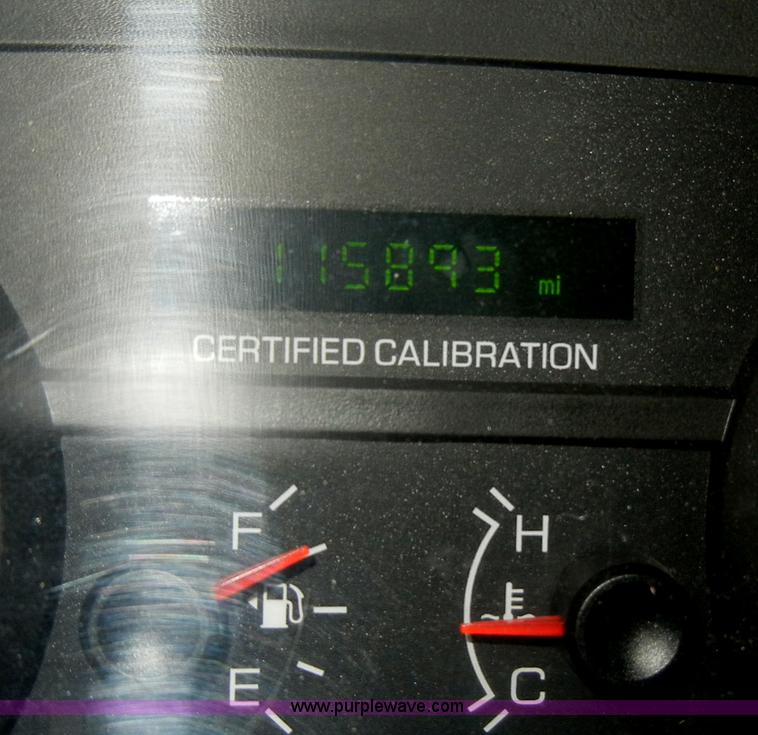 115893 mi
CERTIFIED CALIBRATION
F H
E C
www.purplewave.com